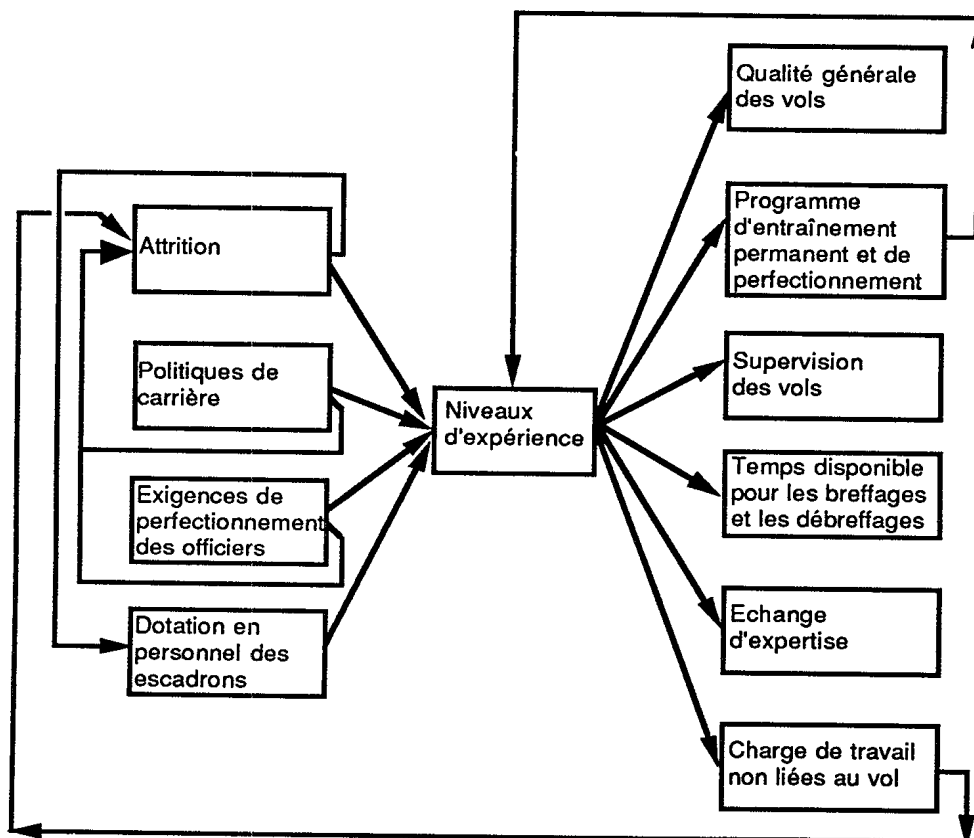 Attrition
Politiques de
carrière
Exigences de
perfectionnement
des officiers
Dotation en
personnel des
escadrons
Niveaux
d'expérience
Qualité générale
des vols
Programme
d'entraînement
permanent et de
perfectionnement
Supervision
des vols
Temps disponible
pour les breffages
et les débreffages
Echange
d'expertise
Charge de travail
non liées au vol